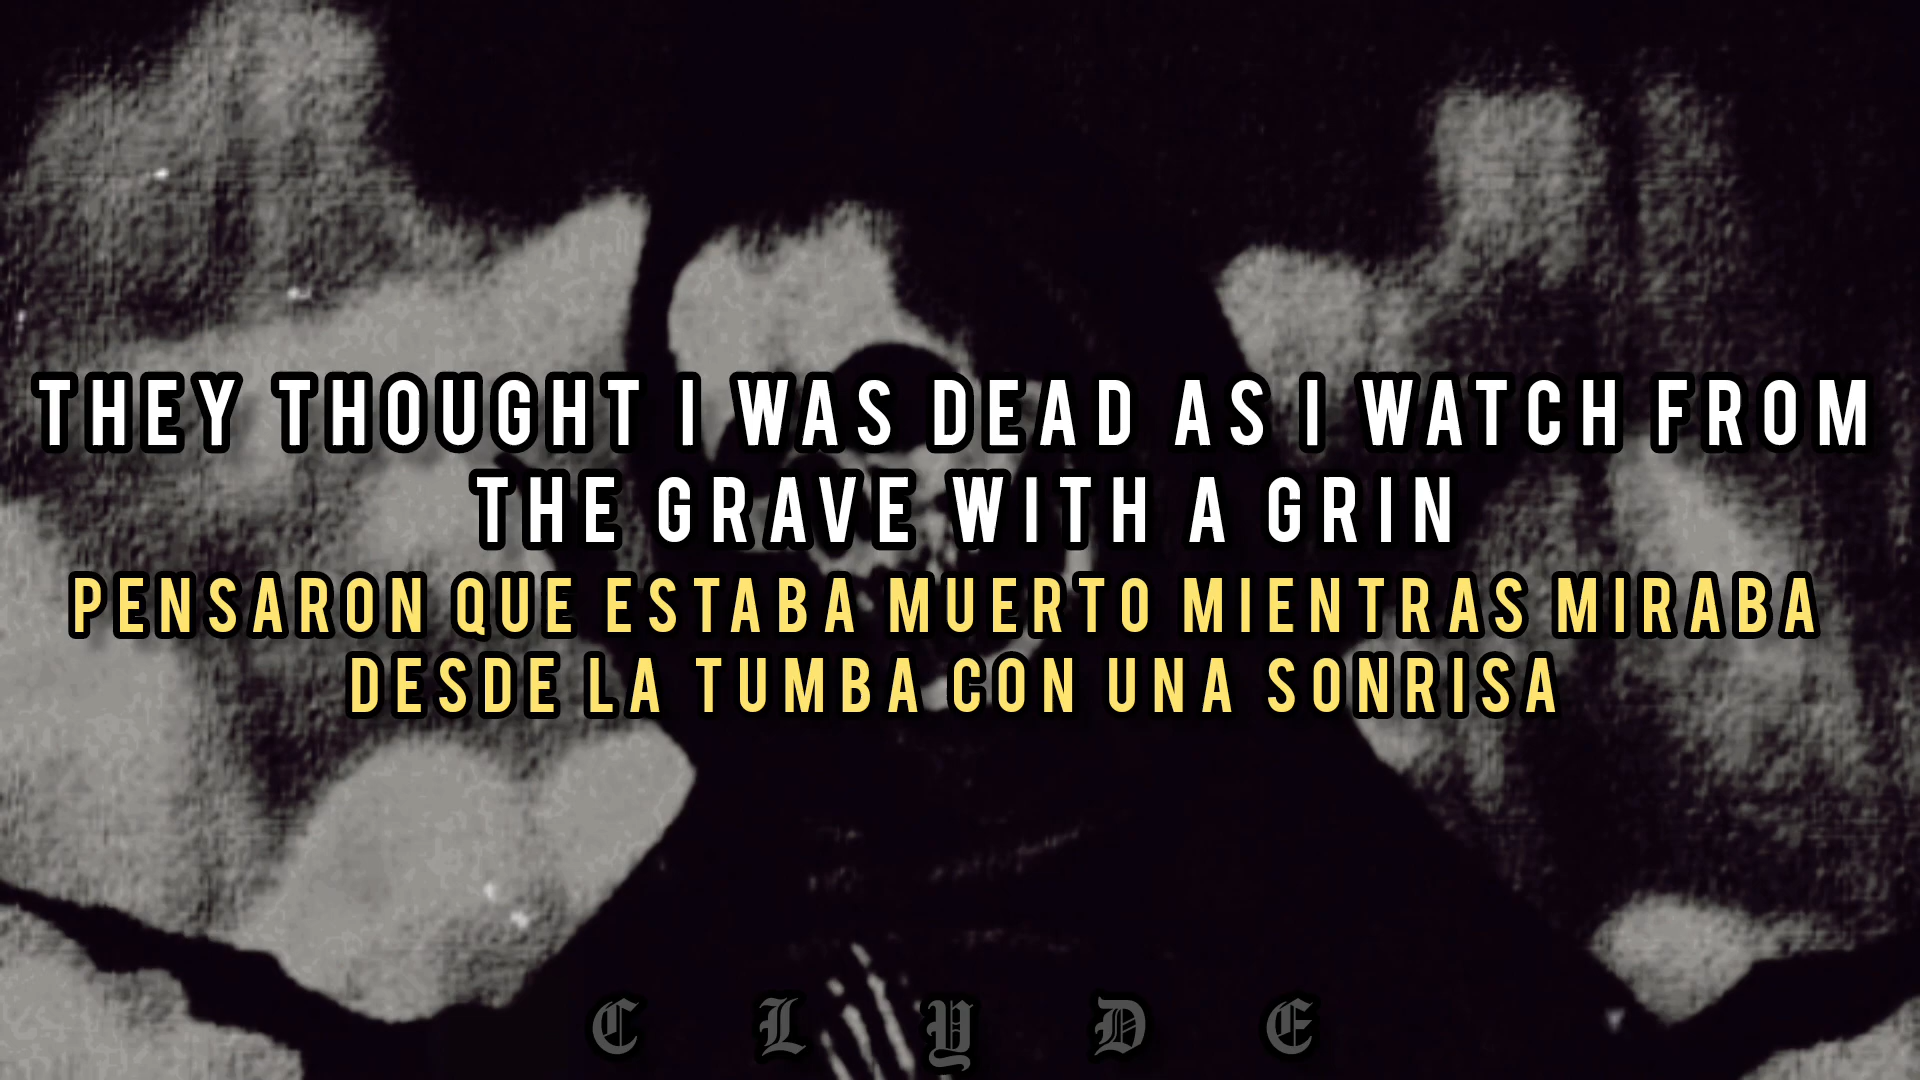 THEY THOUGHT I WAS DEAD AS I WATCH FROM
THE GRAVE WITH A GRIN
PENSARON QUE ESTABA MUERTO MIENTRAS MIRABA
DESDE LA TUMBA CON UNA SONRISA
CLYDE